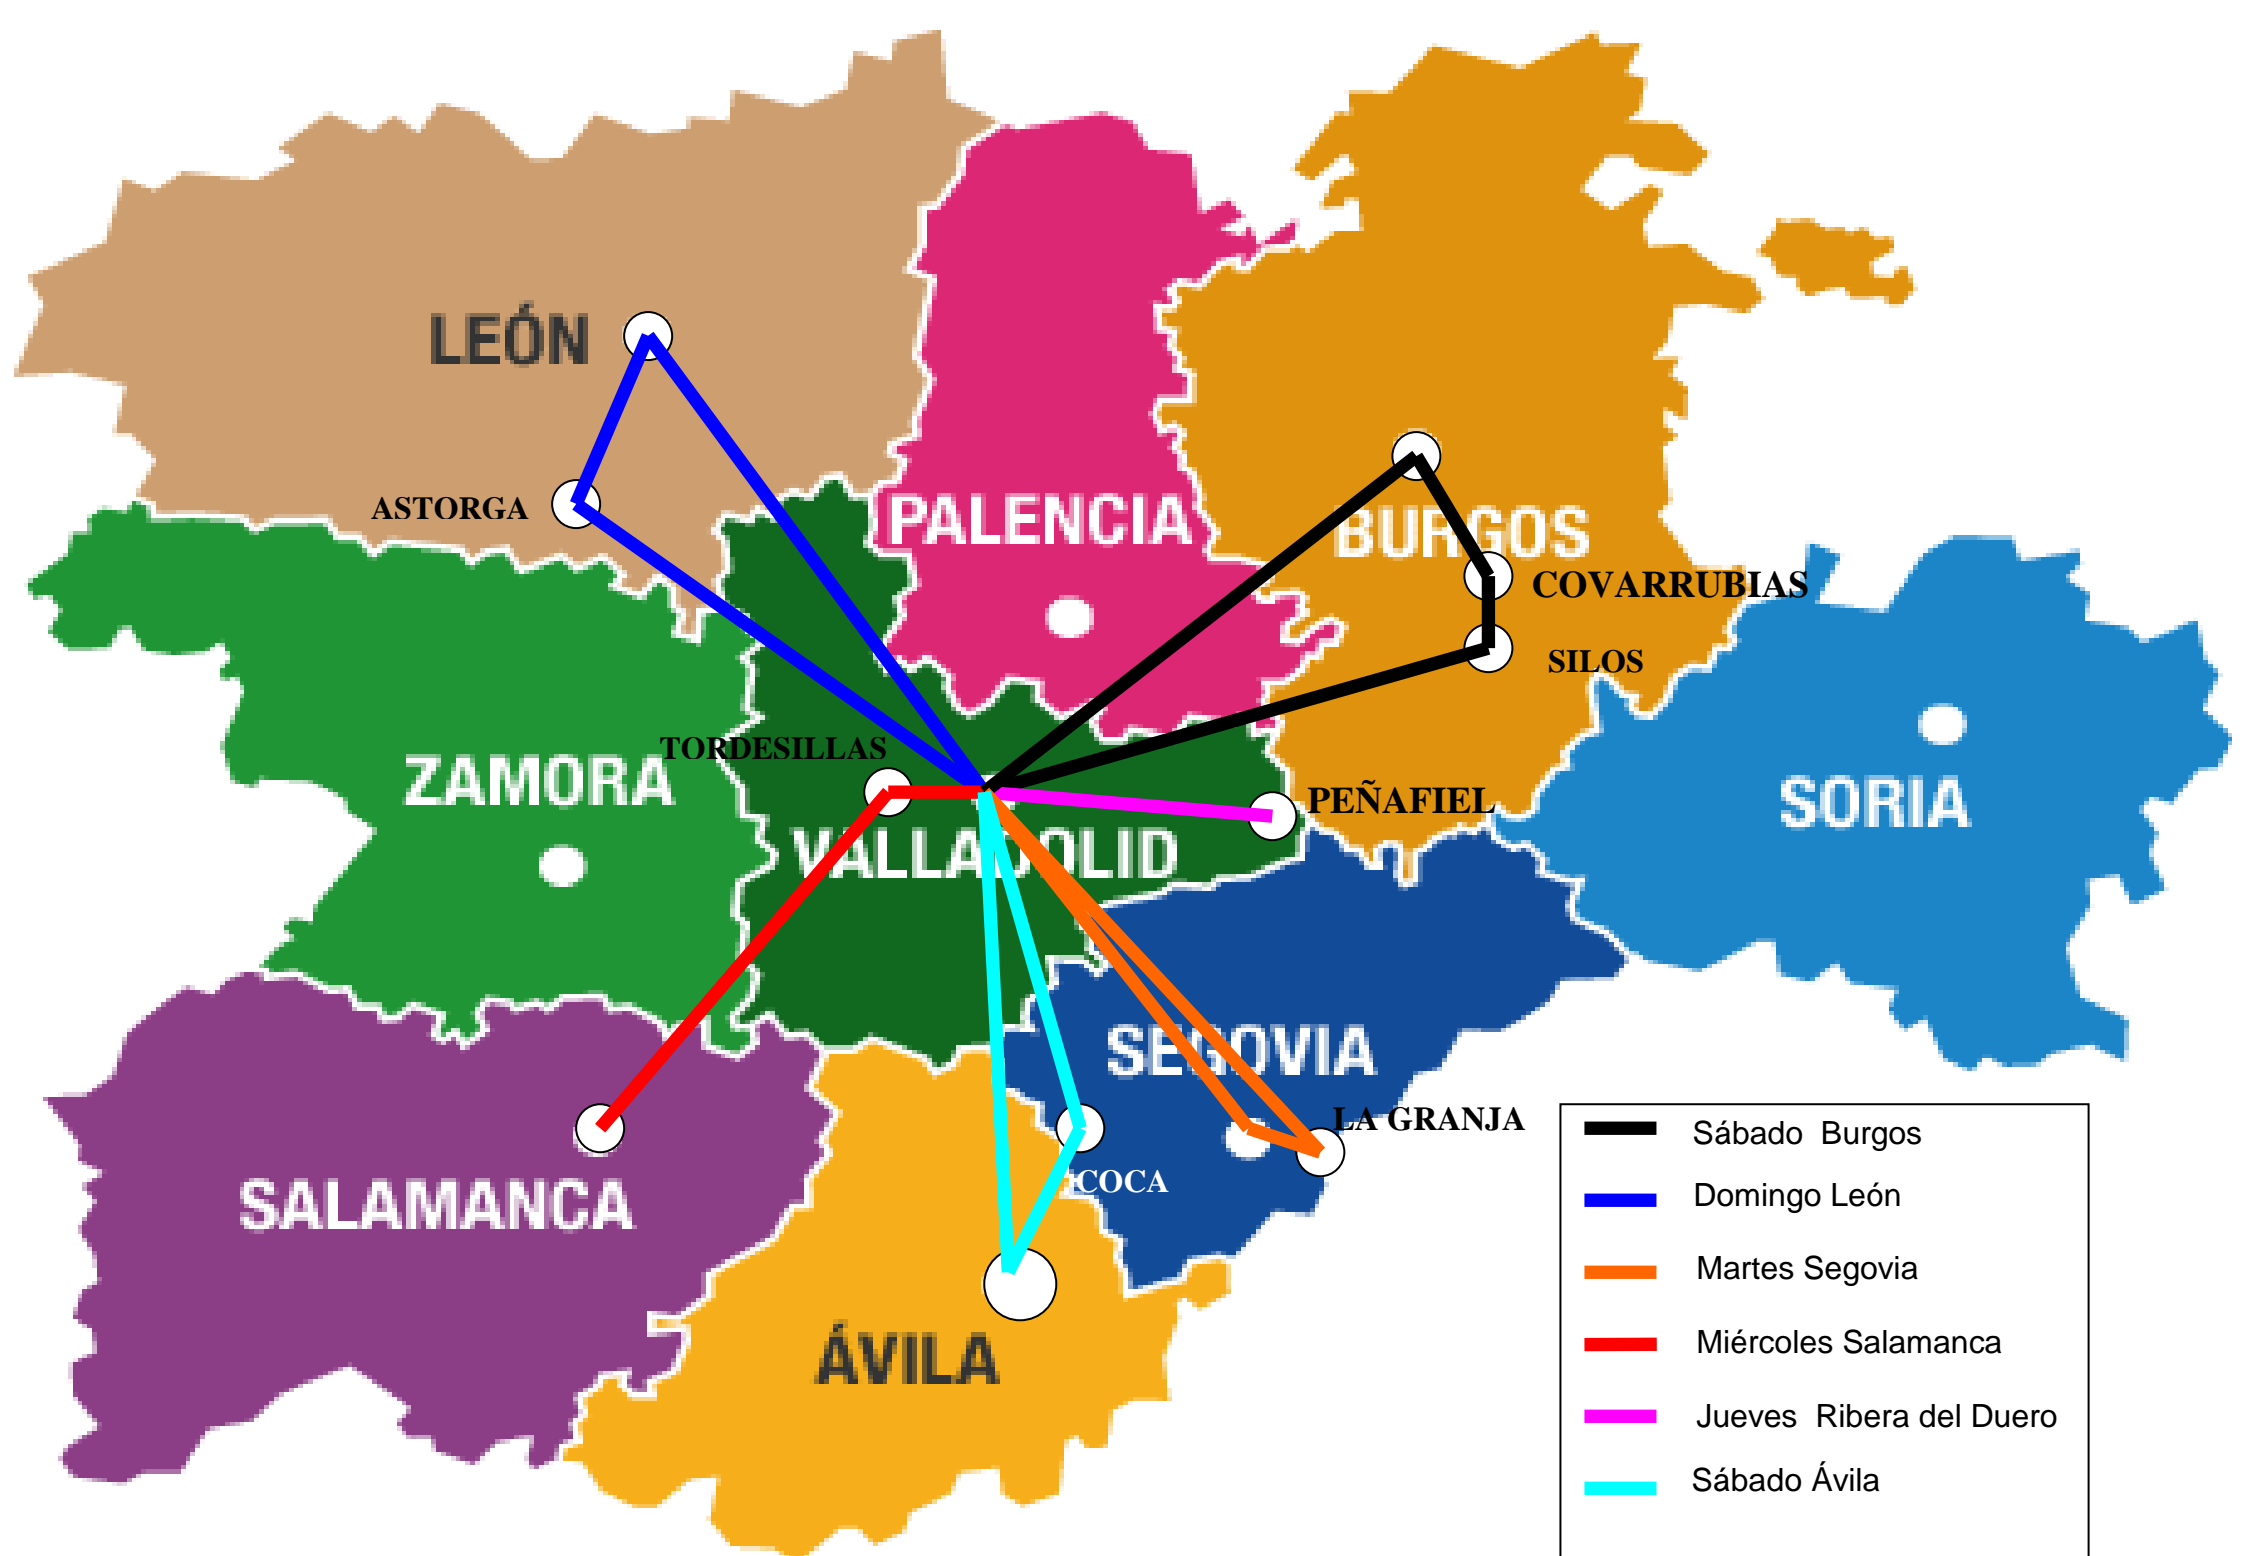 LEÓN
ASTORGA
PALENCIA
BURGOS
COVARRUBIAS
SILOS
TORDESILLAS
ZAMORA
PEÑAFIEL
SORIA
VALLADOLID
SEGOVIA
LA GRANJA
COCA
SALAMANCA
ÁVILA
Sábado Burgos
Domingo León
Martes Segovia
Miércoles Salamanca
Jueves Ribera del Duero
Sábado Ávila